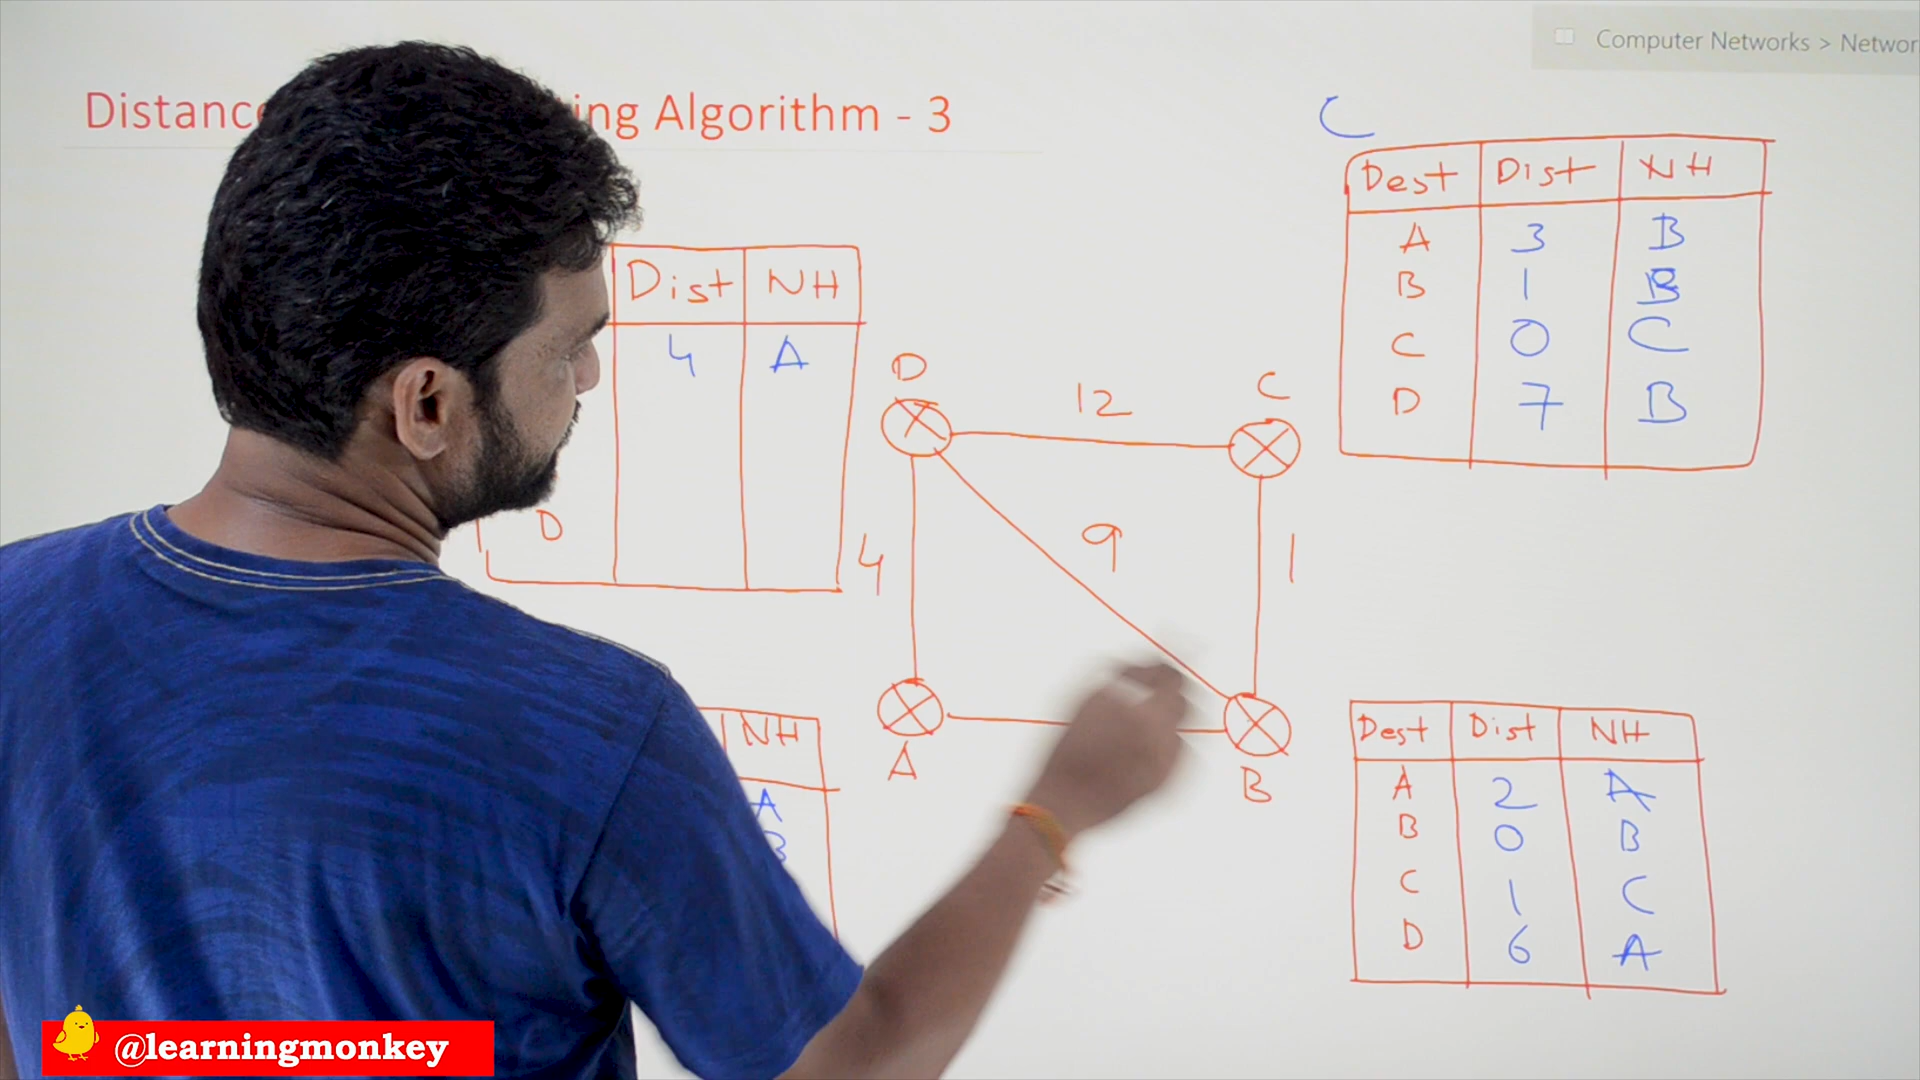 Computer Networks > Networ
Distanc ing Algorithm - 3
C
Dest Dist NH
A 3 B
B 1 B
C 0 C
D 7 B
Dist NH
4 A
D
D
12
C
4
9
1
A
B
NH
A
B
Dest Dist NH
A 2 A
B 0 B
C 1 C
D 6 A
@learningmonkey